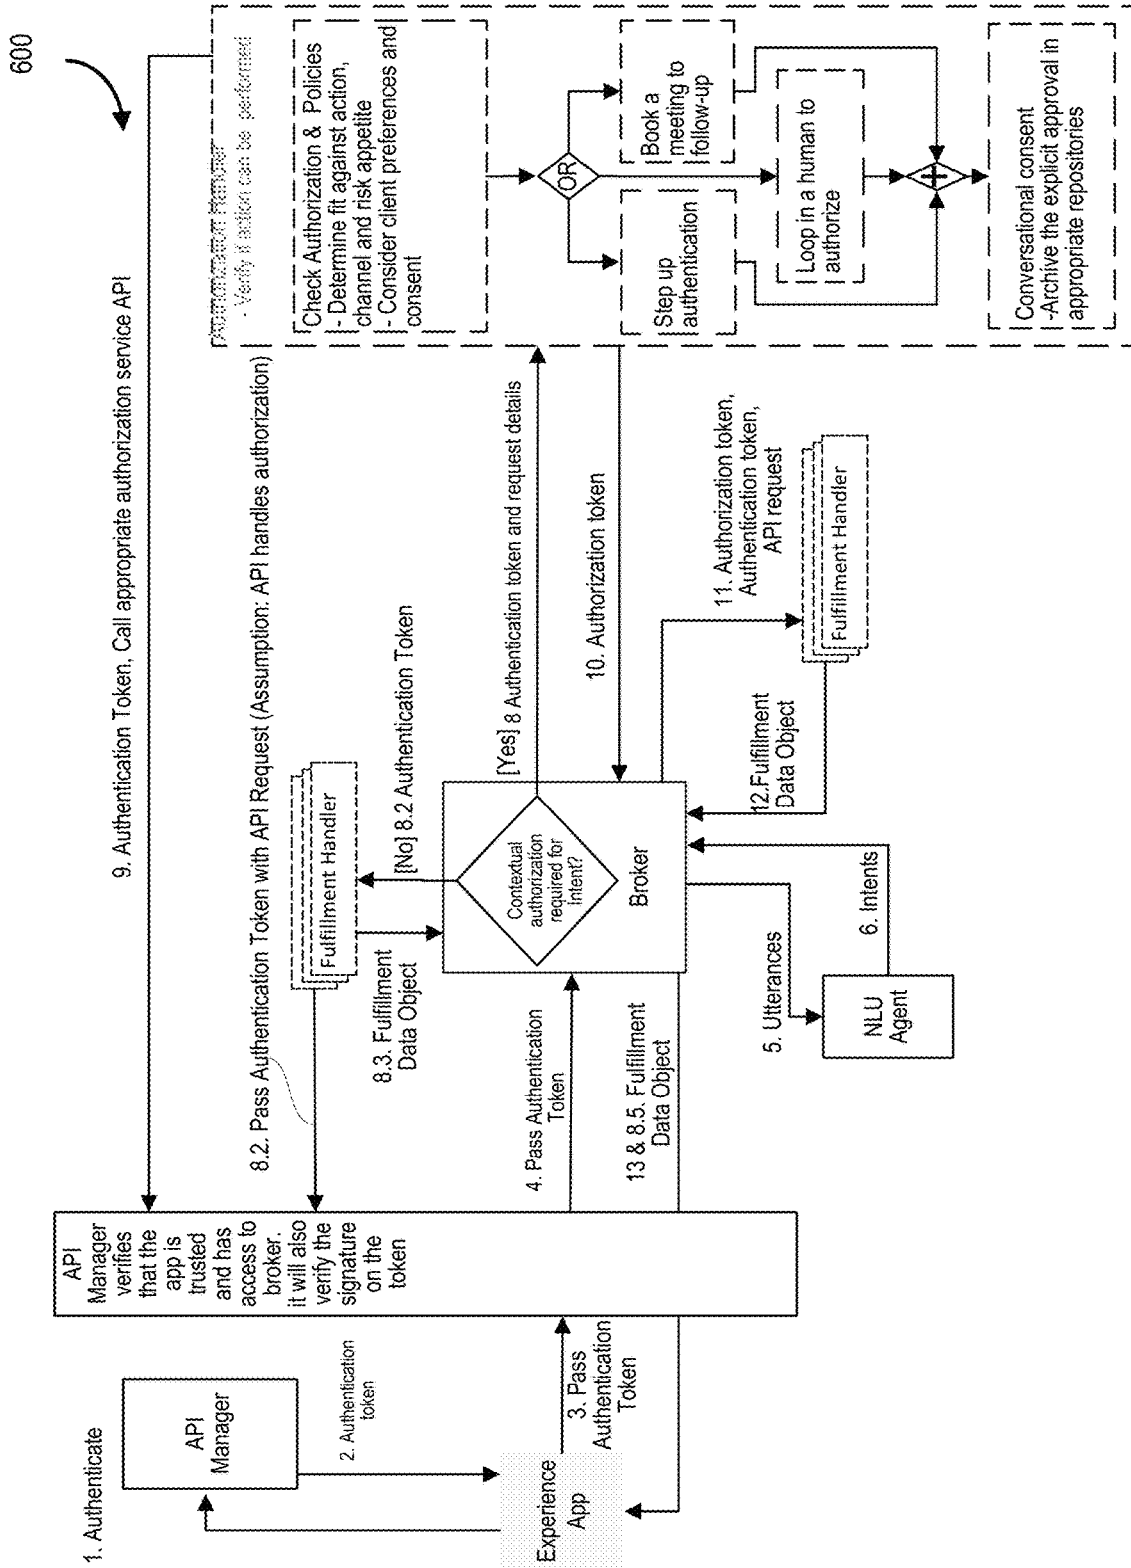 600
1. Authenticate
API
Manager
2. Authentication
token
Experience
App
3. Pass
Authentication
Token
API
Manager
verifies
that the
app is
trusted
and has
access to
broker.
it will also
verify the
signature
on the
token
9. Authentication Token, Call appropriate authorization service API
8.2. Pass Authentication Token with API Request (Assumption: API handles authorization)
Fulfillment Handler
8.3. Fulfillment
Data Object
[No] 8.2 Authentication Token
4. Pass Authentication
Token
13 & 8.5. Fulfillment
Data Object
Contextual
authorization
required for
Intent?
Broker
5. Utterances
6. Intents
NLU
Agent
[Yes] 8 Authentication token and request details
10. Authorization token
11. Authorization token,
Authentication token,
API request
Fulfillment Handler
12.Fulfillment
Data Object
Authorization Handler
- Verify if action can be performed
Check Authorization & Policies
- Determine fit against action,
channel and risk appetite
- Consider client preferences and
consent
OR
Step up
authentication
Book a
meeting to
follow-up
Loop in a human to
authorize
+
Conversational consent
-Archive the explicit approval in
appropriate repositories